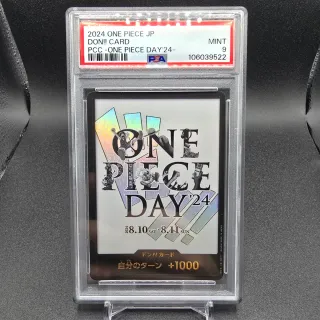 2024 ONE PIECE JP
DON!! CARD
MINT
PCC -ONE PIECE DAY'24-
9
PSA
106039522
ONE
PIECE
DAY'24
8.10 8.11
ドン!!カード
自分のターン +1000